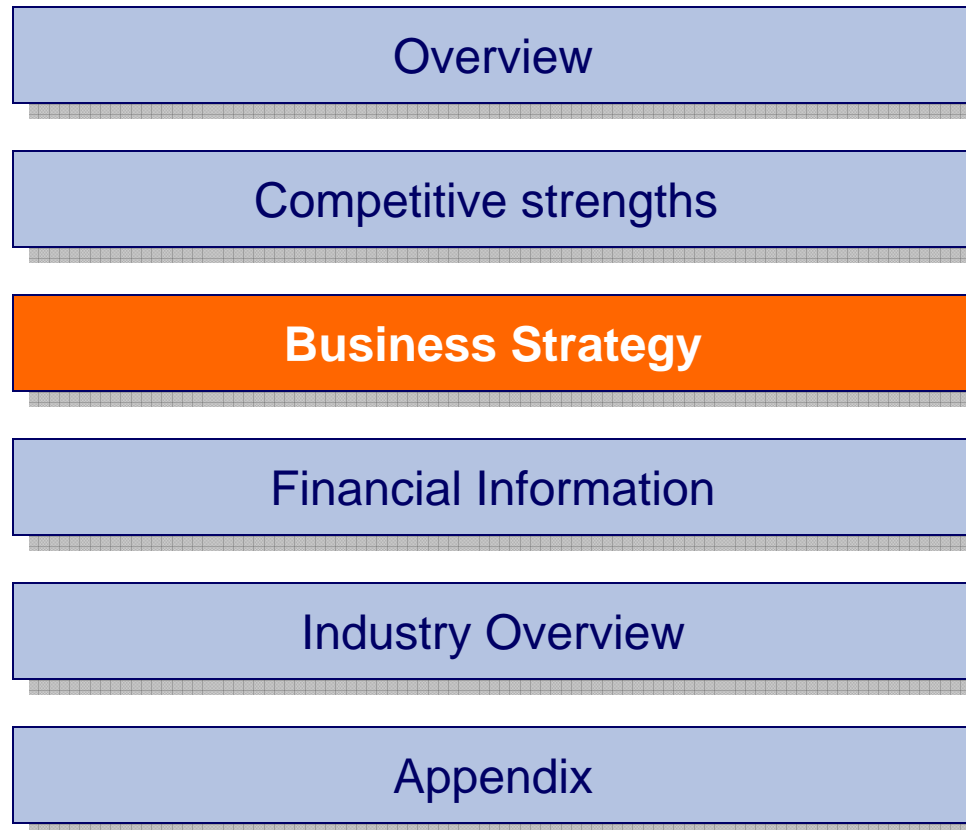 Overview
Competitive strengths
Business Strategy
Financial Information
Industry Overview
Appendix